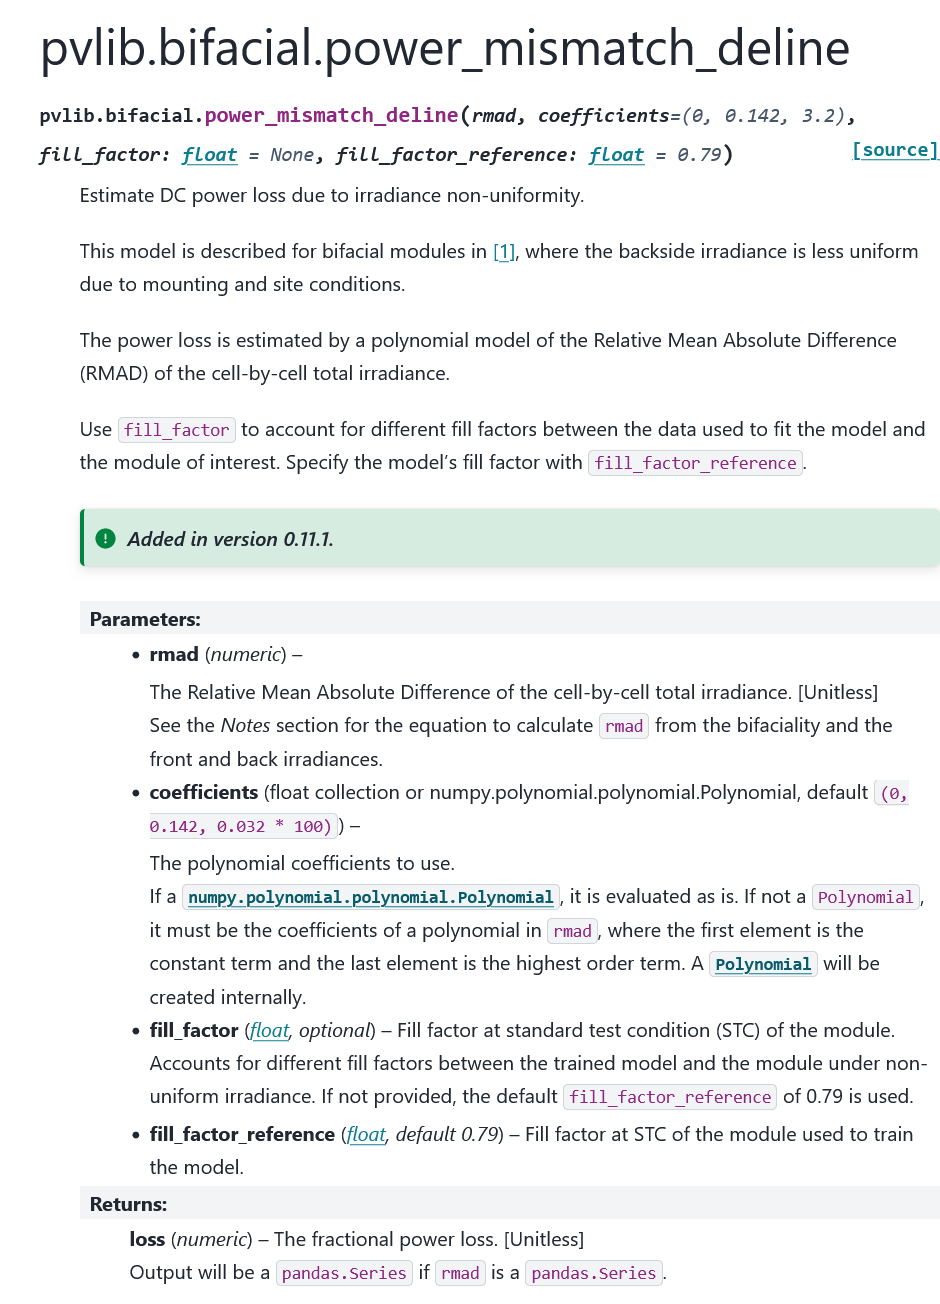 pvlib.bifacial.power_mismatch_deline
pvlib.bifacial.power_mismatch_deline(rmad, coefficients=(0, 0.142, 3.2),
fill_factor: float = None, fill_factor_reference: float = 0.79) [source]
Estimate DC power loss due to irradiance non-uniformity.
This model is described for bifacial modules in [1], where the backside irradiance is less uniform
due to mounting and site conditions.
The power loss is estimated by a polynomial model of the Relative Mean Absolute Difference
(RMAD) of the cell-by-cell total irradiance.
Use fill_factor to account for different fill factors between the data used to fit the model and
the module of interest. Specify the model’s fill factor with fill_factor_reference.
Added in version 0.11.1.
Parameters:
• rmad (numeric) –
The Relative Mean Absolute Difference of the cell-by-cell total irradiance. [Unitless]
See the Notes section for the equation to calculate rmad from the bifaciality and the
front and back irradiances.
• coefficients (float collection or numpy.polynomial.polynomial.Polynomial, default (0,
0.142, 0.032 * 100)) –
The polynomial coefficients to use.
If a numpy.polynomial.polynomial.Polynomial, it is evaluated as is. If not a Polynomial,
it must be the coefficients of a polynomial in rmad, where the first element is the
constant term and the last element is the highest order term. A Polynomial will be
created internally.
• fill_factor (float, optional) – Fill factor at standard test condition (STC) of the module.
Accounts for different fill factors between the trained model and the module under non-
uniform irradiance. If not provided, the default fill_factor_reference of 0.79 is used.
• fill_factor_reference (float, default 0.79) – Fill factor at STC of the module used to train
the model.
Returns:
loss (numeric) – The fractional power loss. [Unitless]
Output will be a pandas.Series if rmad is a pandas.Series.